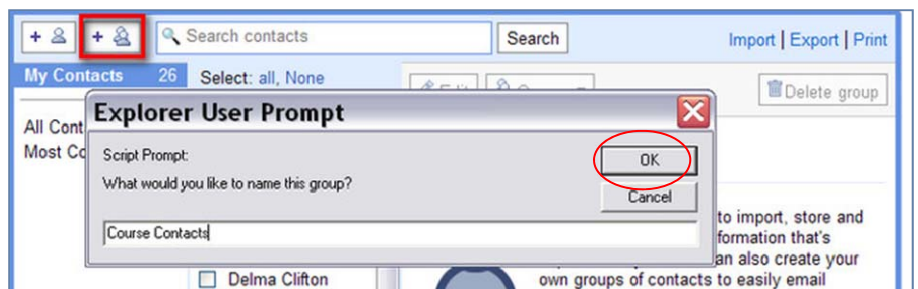 + + Search contacts Search Import | Export | Print
My Contacts 26 Select: all, None
Edit Delete group
Explorer User Prompt
All Cont
Most Co
Script Prompt:
What would you like to name this group?
OK
Cancel
Course Contacts
to import, store and
formation that's
an also create your
Delma Clifton own groups of contacts to easily email